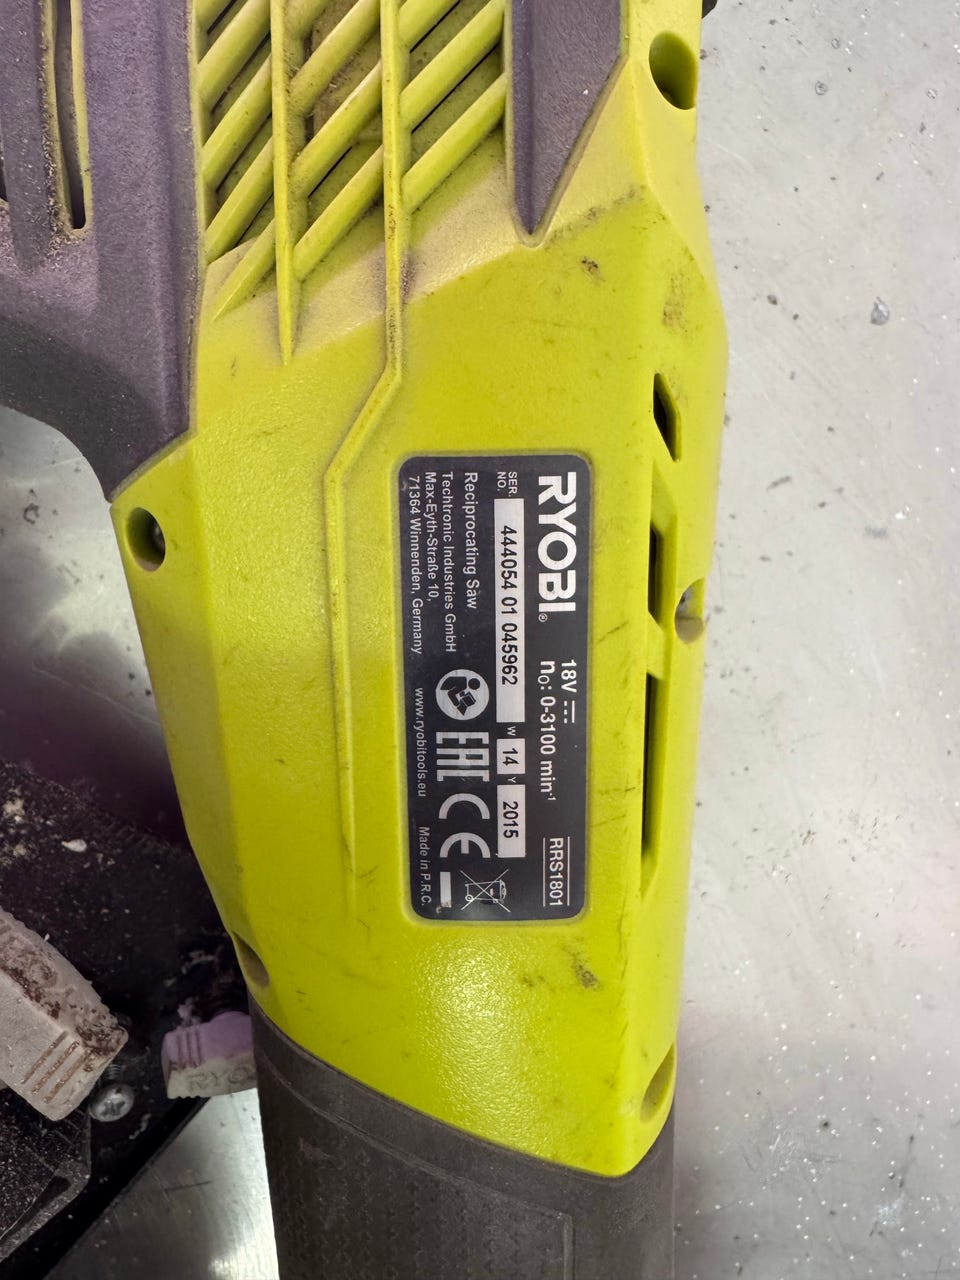 RYOBI®
18V
n₀: 0-3100 min⁻¹
RRS1801
SER. NO. 444054 01 045962 W 14 Y 2015
Reciprocating Saw
Techtronic Industries GmbH
Max-Eyth-Straße 10,
71364 Winnenden, Germany
www.ryobitools.eu
Made in P.R.C.
EAC
CE